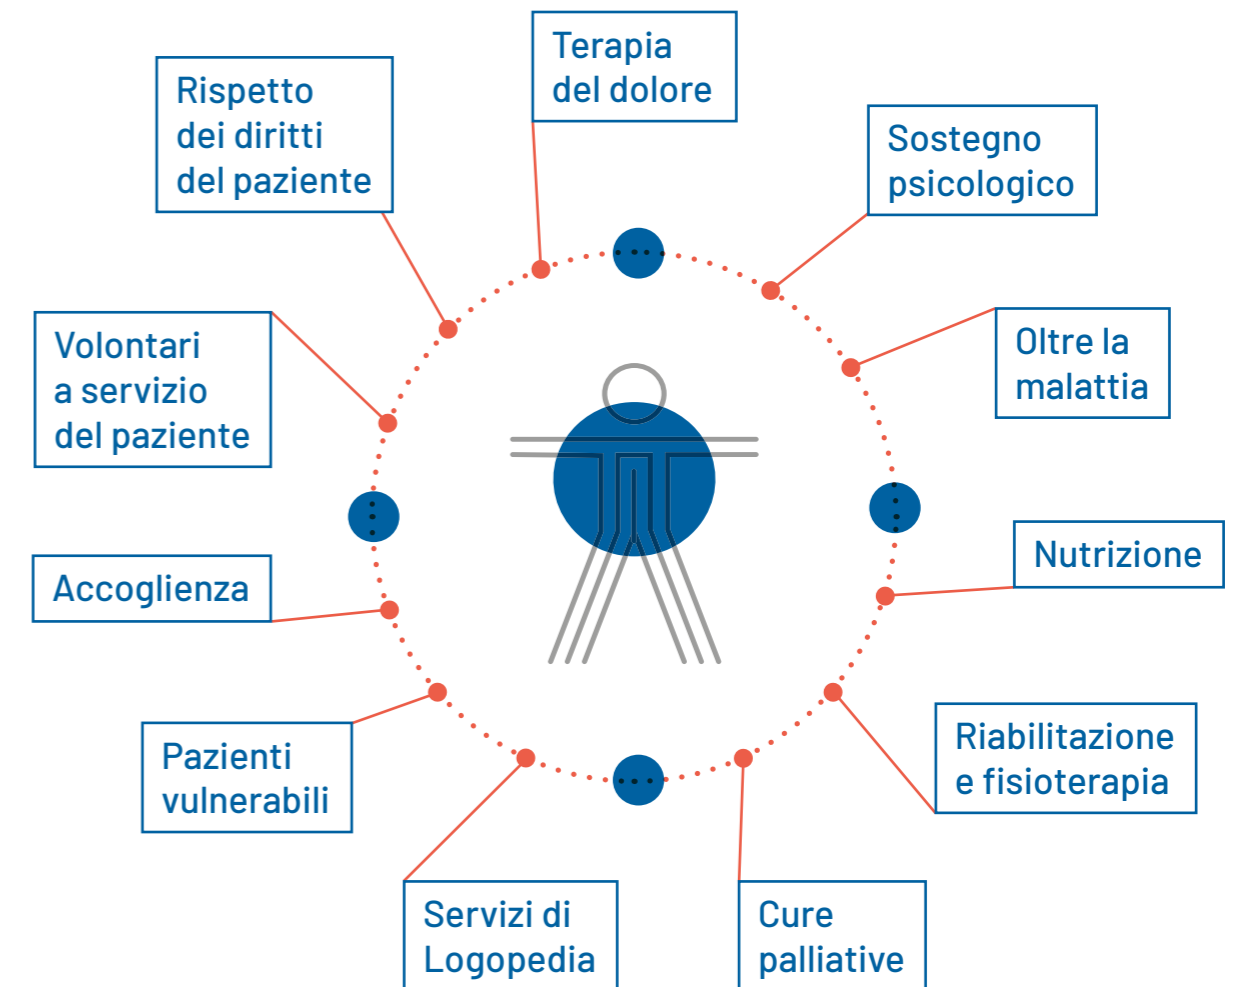 Terapia
del dolore
Rispetto
dei diritti
del paziente
Sostegno
psicologico
Volontari
a servizio
del paziente
Oltre la
malattia
Nutrizione
Accoglienza
Riabilitazione
e fisioterapia
Pazienti
vulnerabili
Servizi di
Logopedia
Cure
palliative